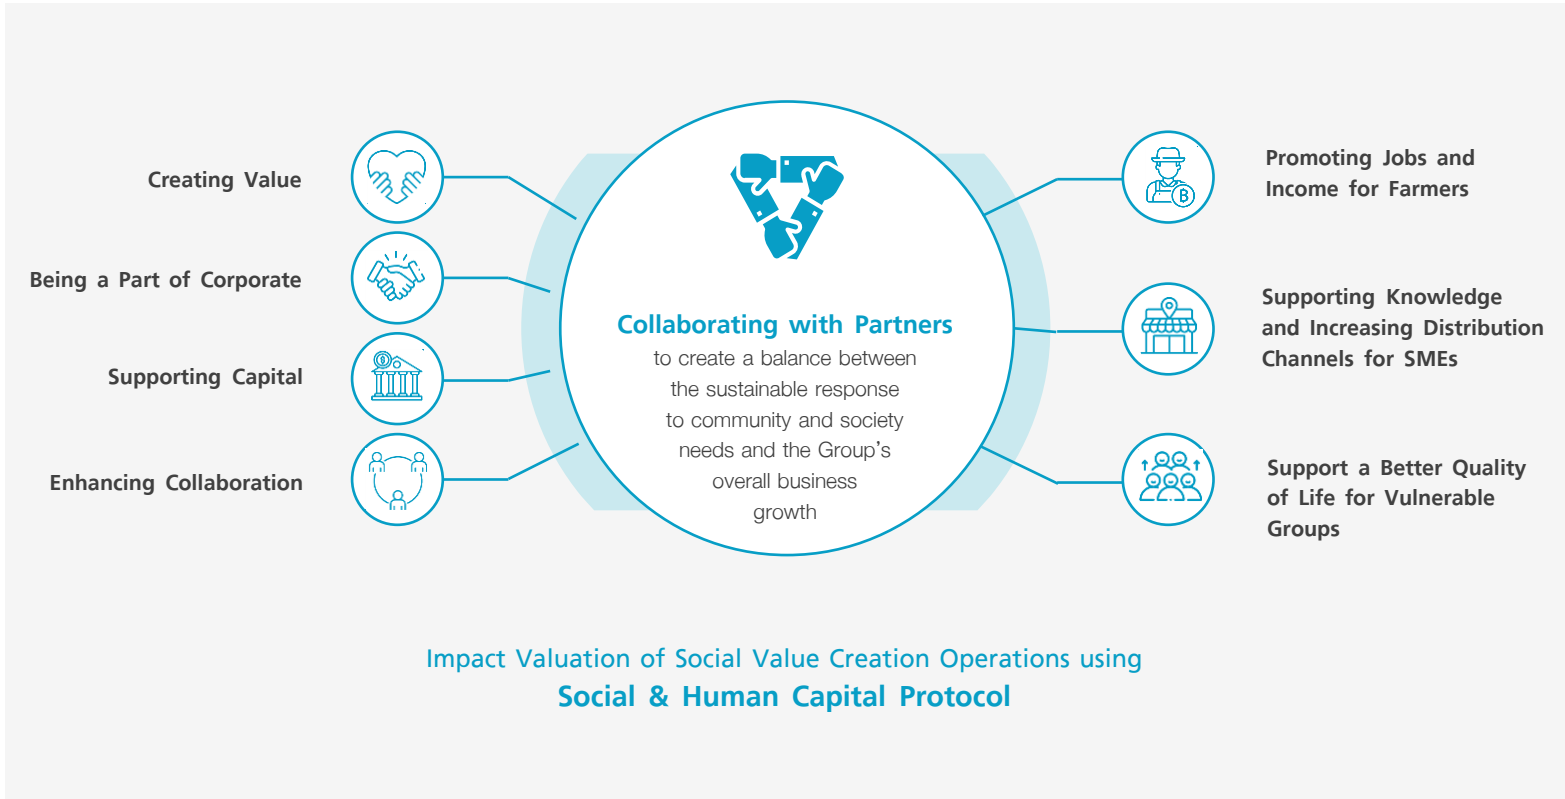 Creating Value
Being a Part of Corporate
Supporting Capital
Enhancing Collaboration
Collaborating with Partners
to create a balance between
the sustainable response
to community and society
needs and the Group's
overall business
growth
Promoting Jobs and
Income for Farmers
Supporting Knowledge
and Increasing Distribution
Channels for SMEs
Support a Better Quality
of Life for Vulnerable
Groups
Impact Valuation of Social Value Creation Operations using
Social & Human Capital Protocol